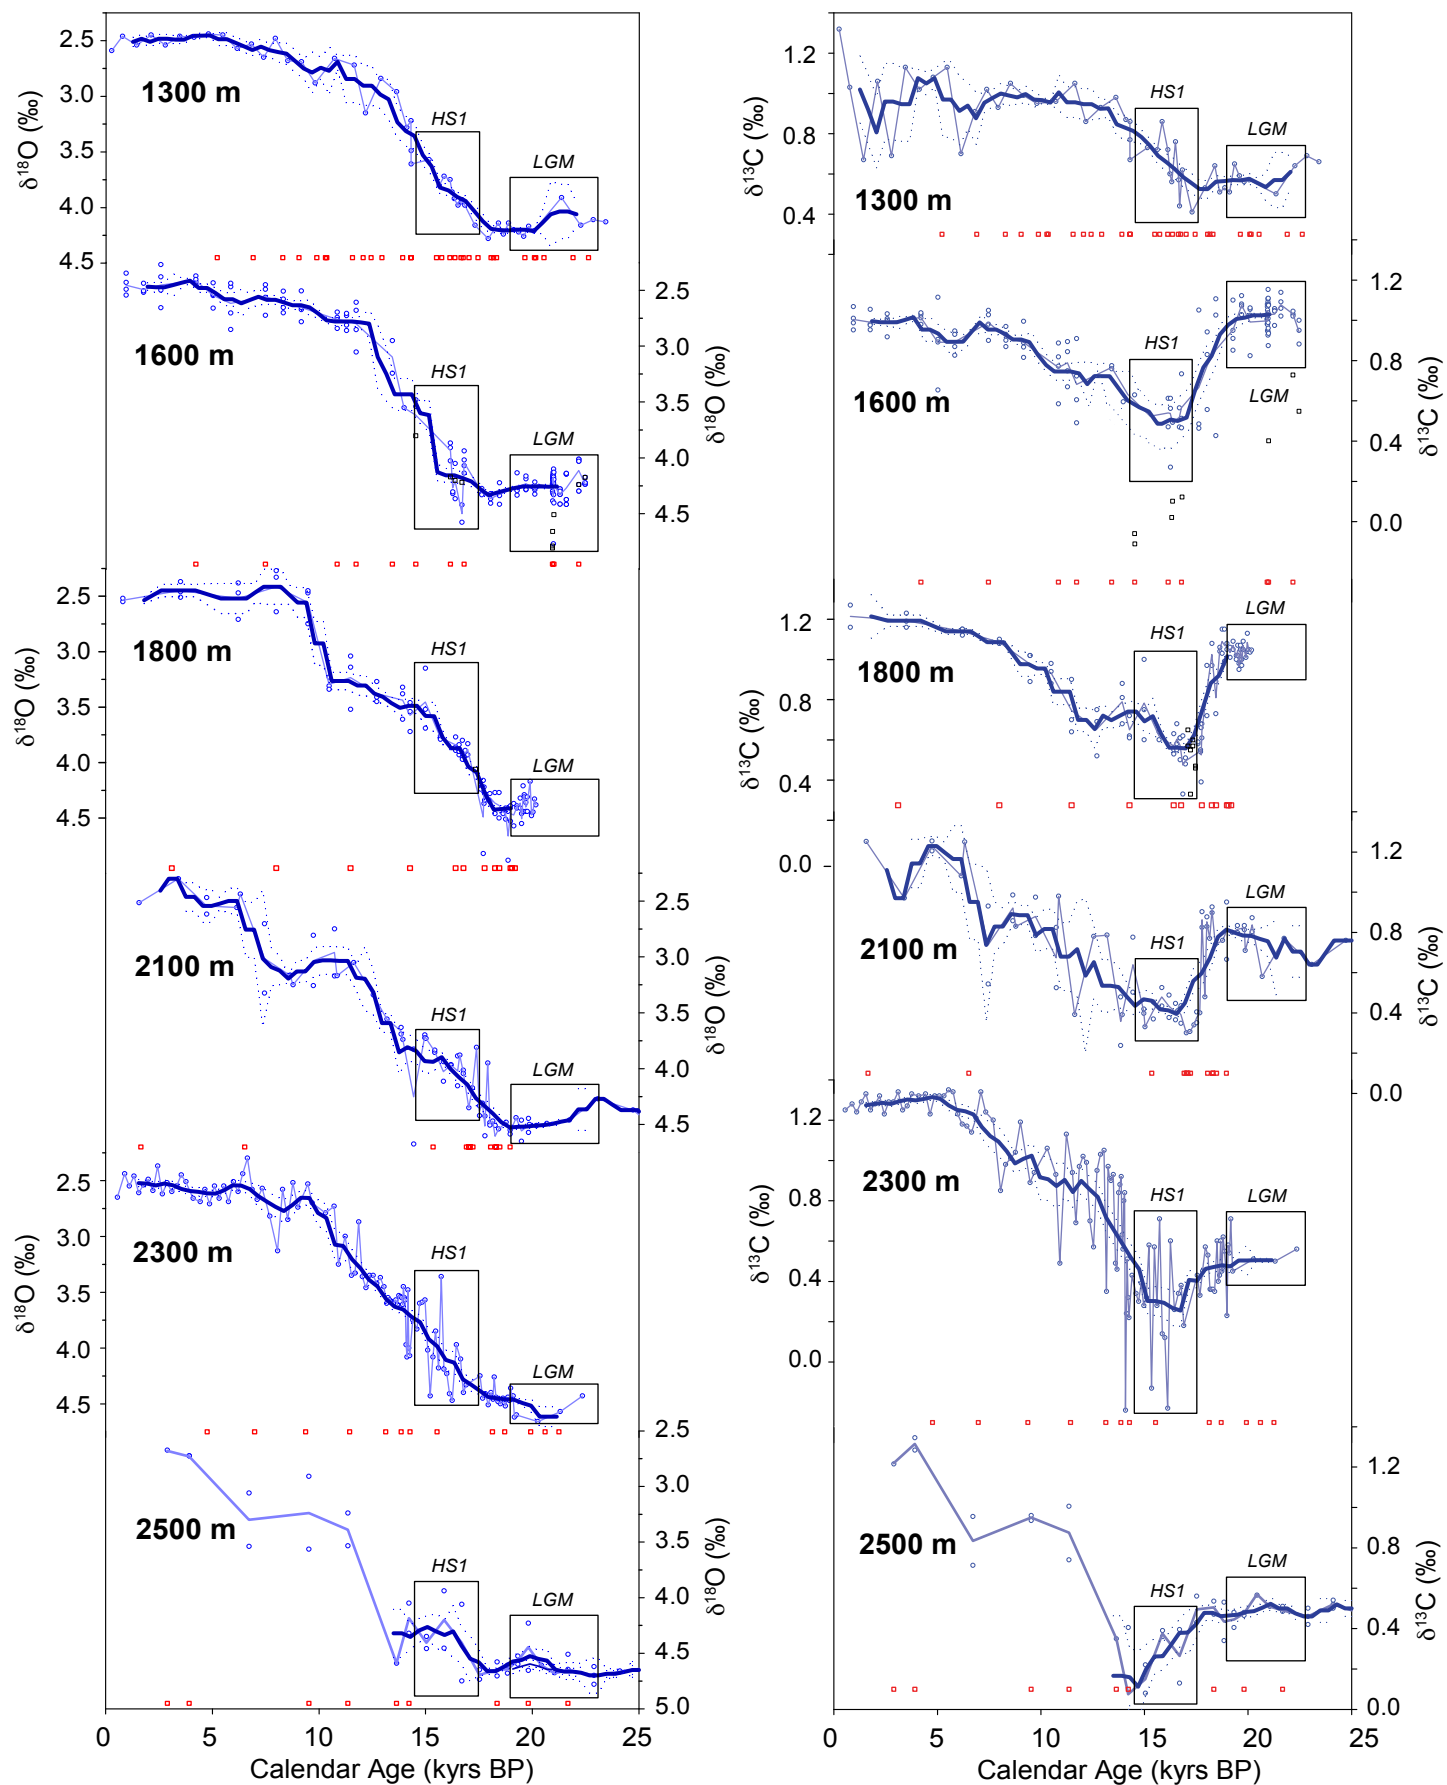 2.5
3.0
3.5
4.0
4.5
δ18O (‰)
1300 m
HS1
LGM
2.5
3.0
3.5
4.0
4.5
δ18O (‰)
1600 m
HS1
LGM
2.5
3.0
3.5
4.0
4.5
δ18O (‰)
1800 m
HS1
LGM
2.5
3.0
3.5
4.0
4.5
δ18O (‰)
2100 m
HS1
LGM
2.5
3.0
3.5
4.0
4.5
δ18O (‰)
2300 m
HS1
LGM
2.5
3.0
3.5
4.0
4.5
5.0
δ18O (‰)
2500 m
HS1
LGM
0 5 10 15 20 25
Calendar Age (kyrs BP)
1.2
0.8
0.4
δ13C (‰)
1300 m
HS1
LGM
1.2
0.8
0.4
0.0
δ13C (‰)
1600 m
HS1
LGM
1.2
0.8
0.4
0.0
δ13C (‰)
1800 m
HS1
LGM
1.2
0.8
0.4
0.0
δ13C (‰)
2100 m
HS1
LGM
1.2
0.8
0.4
0.0
δ13C (‰)
2300 m
HS1
LGM
1.2
0.8
0.4
0.0
δ13C (‰)
2500 m
HS1
LGM
0 5 10 15 20 25
Calendar Age (kyrs BP)